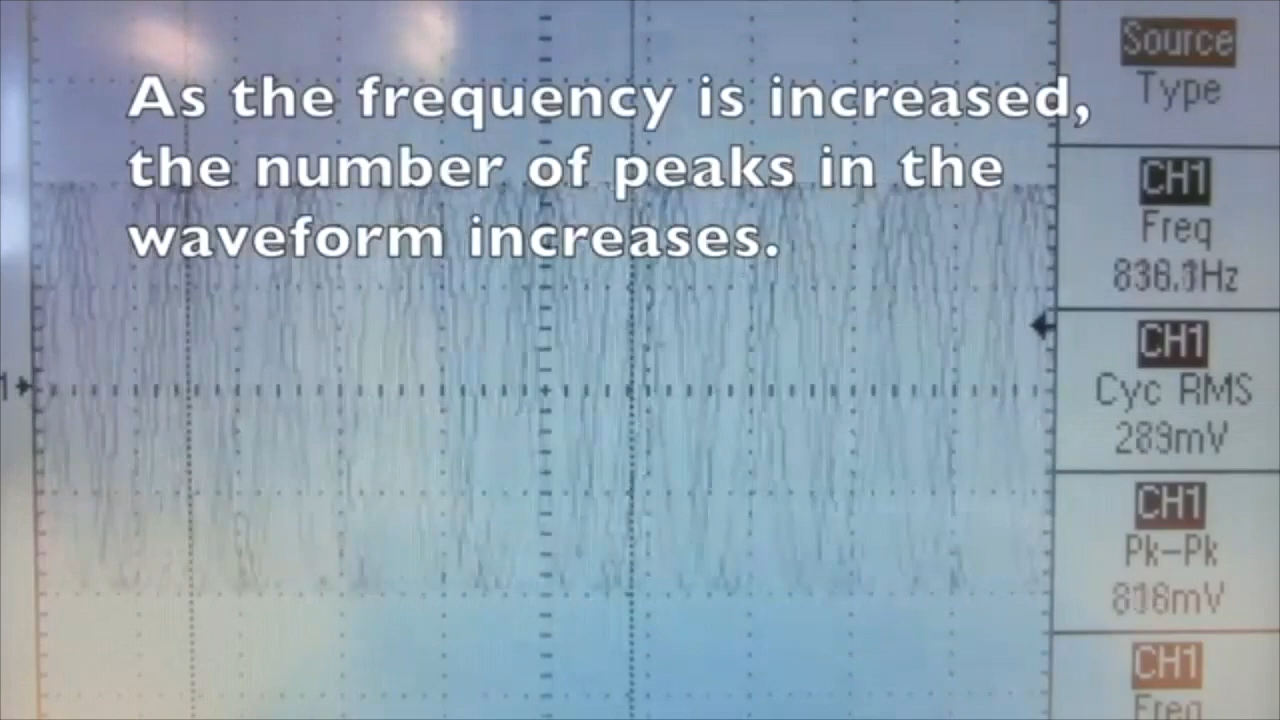 As the frequency is increased,
the number of peaks in the
waveform increases.
Source
Type
CH1
Freq
CH1
Cyc RMS
289mV
CH1
Pk-Pk
CH1
Freq
1